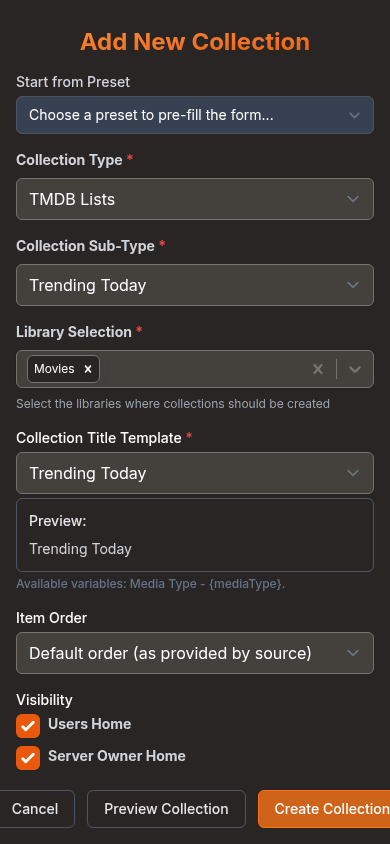 Add New Collection
Start from Preset
Choose a preset to pre-fill the form...
Collection Type *
TMDB Lists
Collection Sub-Type *
Trending Today
Library Selection *
Movies
Select the libraries where collections should be created
Collection Title Template *
Trending Today
Preview:
Trending Today
Available variables: Media Type - {mediaType}.
Item Order
Default order (as provided by source)
Visibility
Users Home
Server Owner Home
Cancel Preview Collection Create Collection